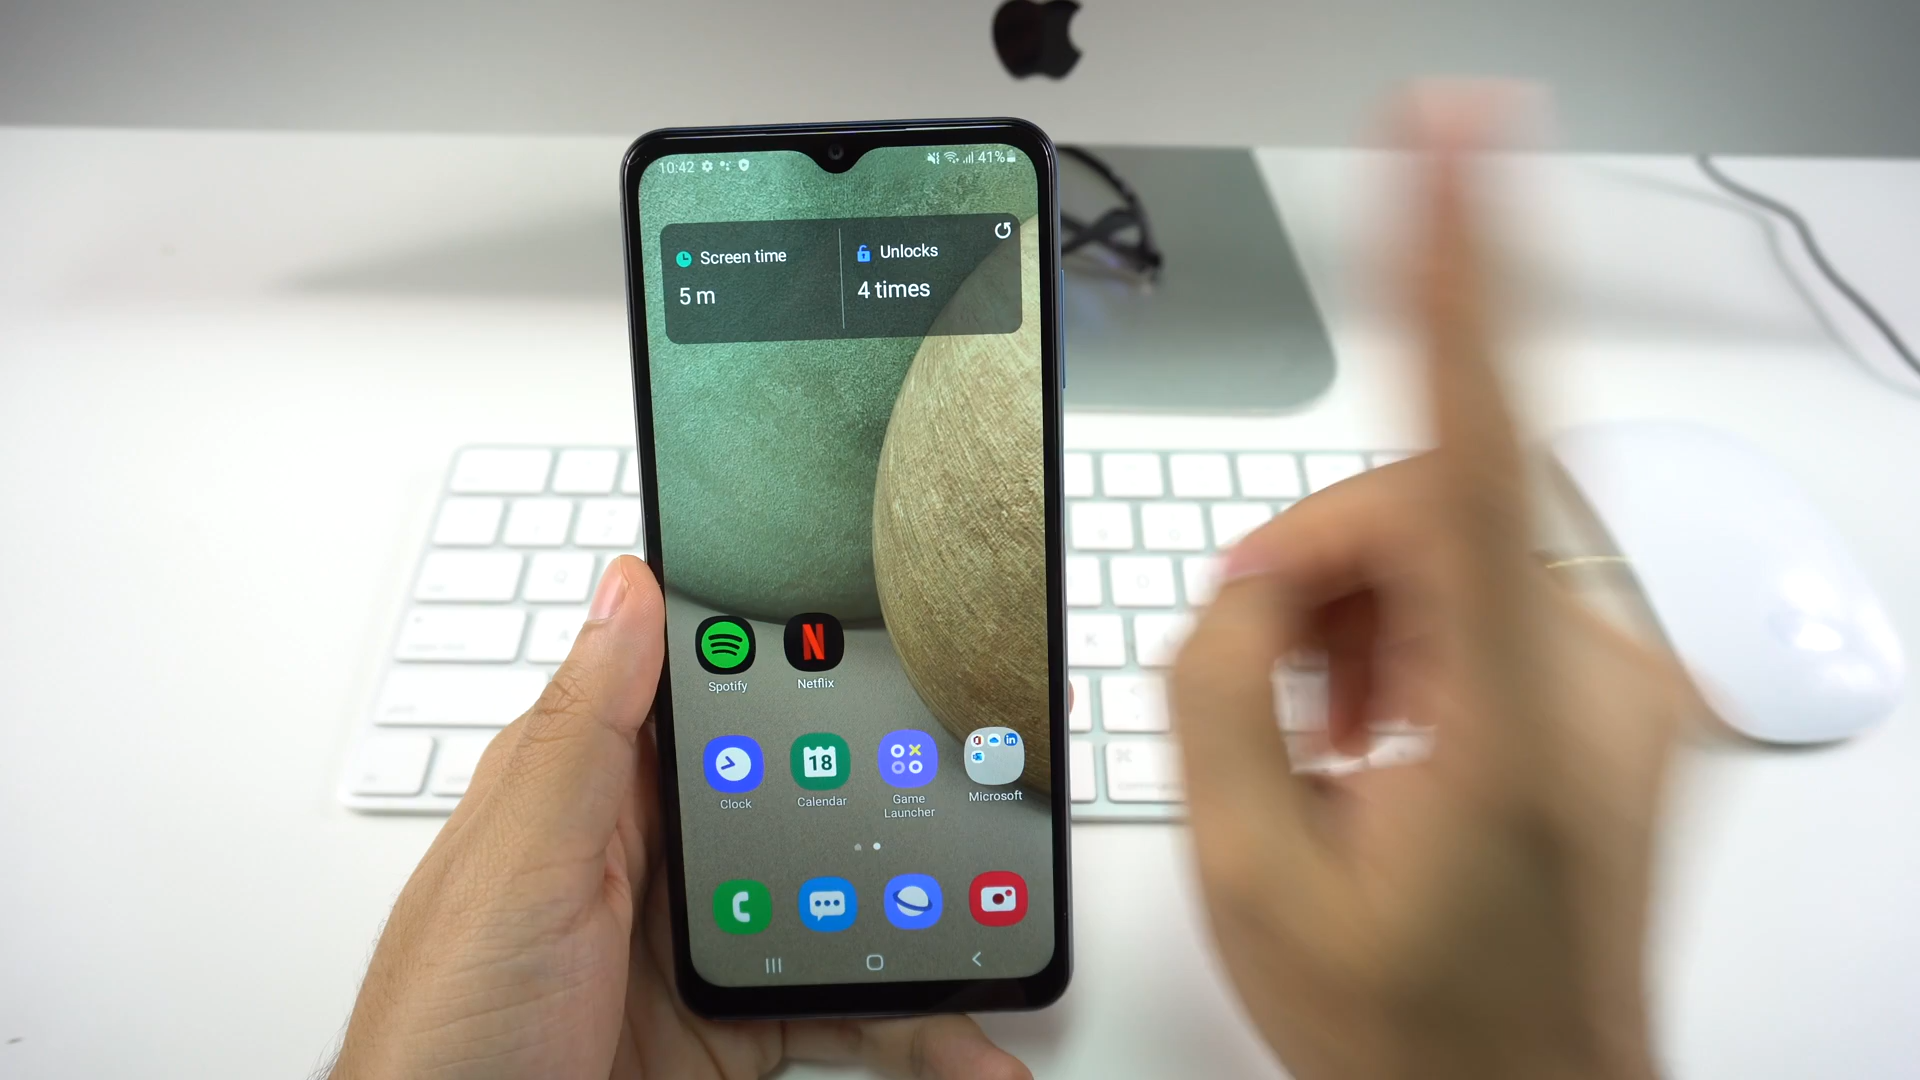 10:42
41%
Screen time
Unlocks
5 m
4 times
Spotify
Netflix
Clock
18
Calendar
Game
Launcher
Microsoft